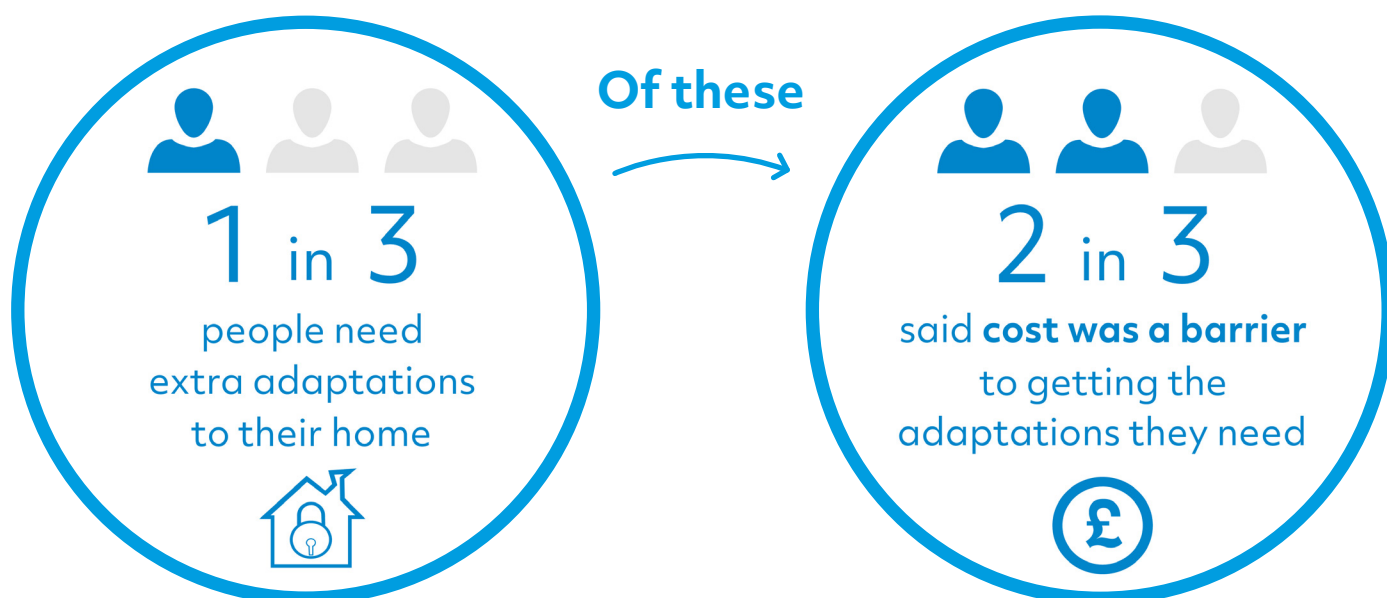 1 in 3
people need
extra adaptations
to their home
Of these
2 in 3
said cost was a barrier
to getting the
adaptations they need
£